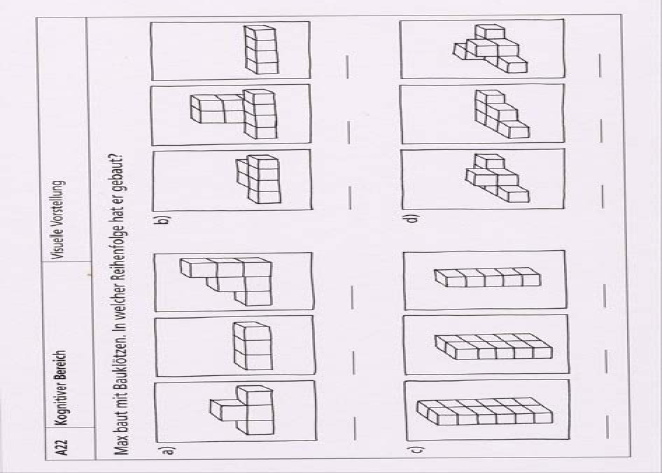 A22 Kognitiver Bereich Visuelle Vorstellung
Max baut mit Bauklötzen. In welcher Reihenfolge hat er gebaut?
a)
b)
c)
d)